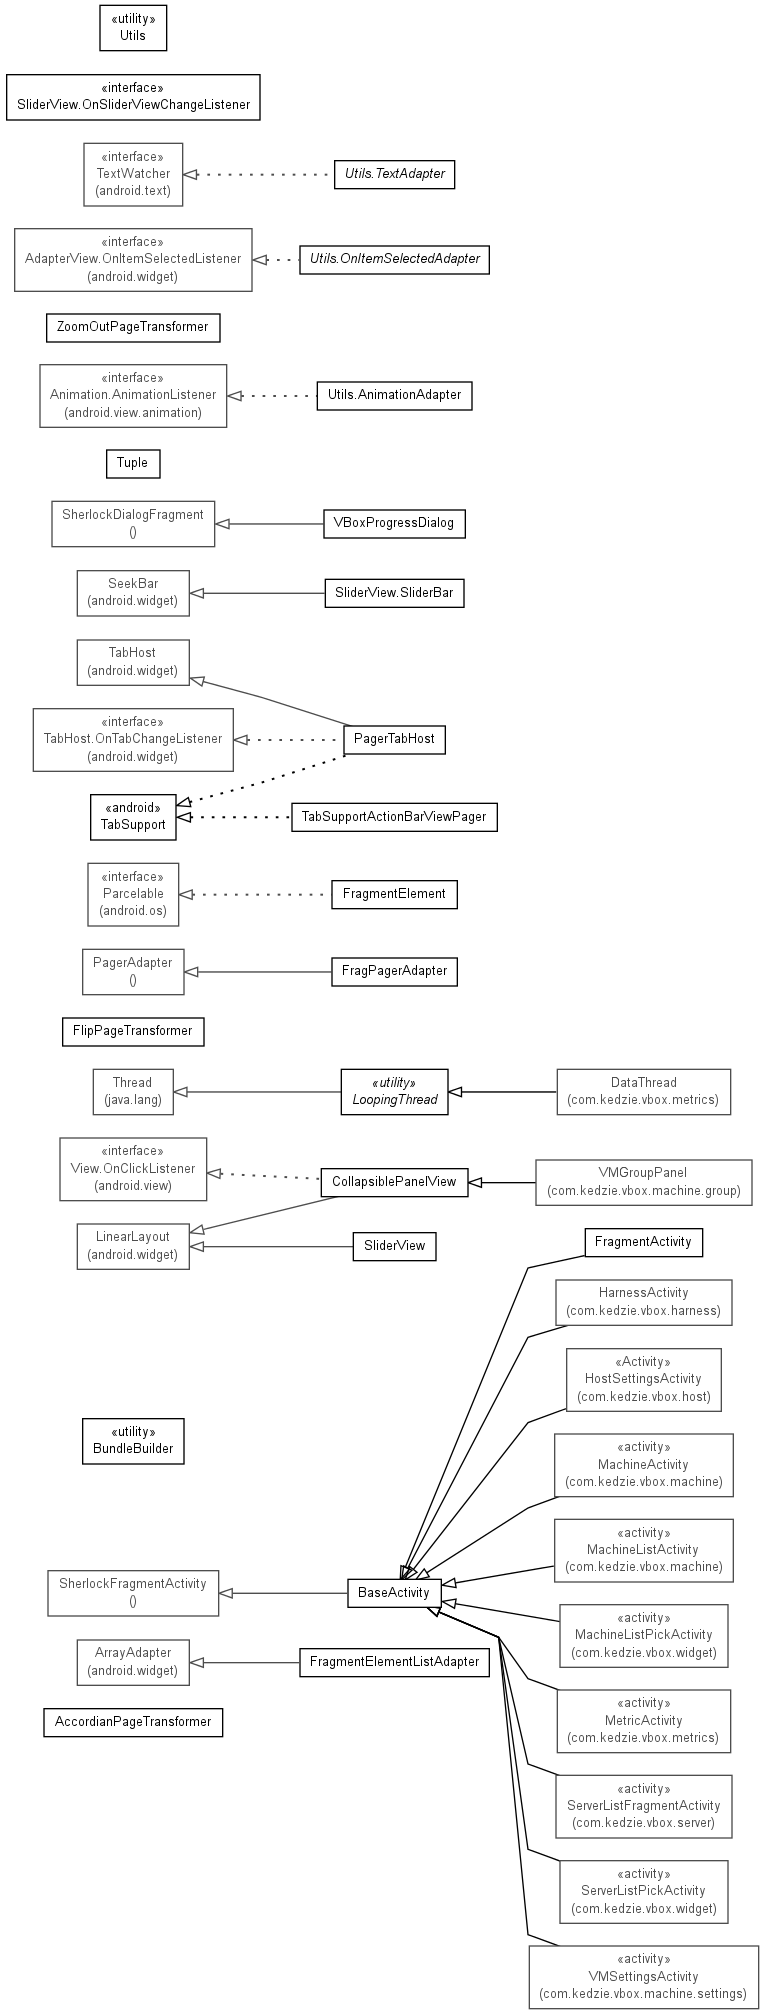 «utility»
Utils
«interface»
SliderView.OnSliderViewChangeListener
«interface»
TextWatcher
(android.text)
Utils.TextAdapter
«interface»
AdapterView.OnItemSelectedListener
(android.widget)
Utils.OnItemSelectedAdapter
ZoomOutPageTransformer
«interface»
Animation.AnimationListener
(android.view.animation)
Utils.AnimationAdapter
Tuple
SherlockDialogFragment
()
VBoxProgressDialog
SeekBar
(android.widget)
SliderView.SliderBar
TabHost
(android.widget)
«interface»
TabHost.OnTabChangeListener
(android.widget)
PagerTabHost
«android»
TabSupport
TabSupportActionBarViewPager
«interface»
Parcelable
(android.os)
FragmentElement
PagerAdapter
()
FragPagerAdapter
FlipPageTransformer
Thread
(java.lang)
«utility»
LoopingThread
DataThread
(com.kedzie.vbox.metrics)
«interface»
View.OnClickListener
(android.view)
CollapsiblePanelView
VMGroupPanel
(com.kedzie.vbox.machine.group)
LinearLayout
(android.widget)
SliderView
FragmentActivity
HarnessActivity
(com.kedzie.vbox.harness)
«Activity»
HostSettingsActivity
(com.kedzie.vbox.host)
«utility»
BundleBuilder
«activity»
MachineActivity
(com.kedzie.vbox.machine)
«activity»
MachineListActivity
(com.kedzie.vbox.machine)
SherlockFragmentActivity
()
BaseActivity
«activity»
MachineListPickActivity
(com.kedzie.vbox.widget)
ArrayAdapter
(android.widget)
FragmentElementListAdapter
«activity»
MetricActivity
(com.kedzie.vbox.metrics)
AccordianPageTransformer
«activity»
ServerListFragmentActivity
(com.kedzie.vbox.server)
«activity»
ServerListPickActivity
(com.kedzie.vbox.widget)
«activity»
VMSettingsActivity
(com.kedzie.vbox.machine.settings)